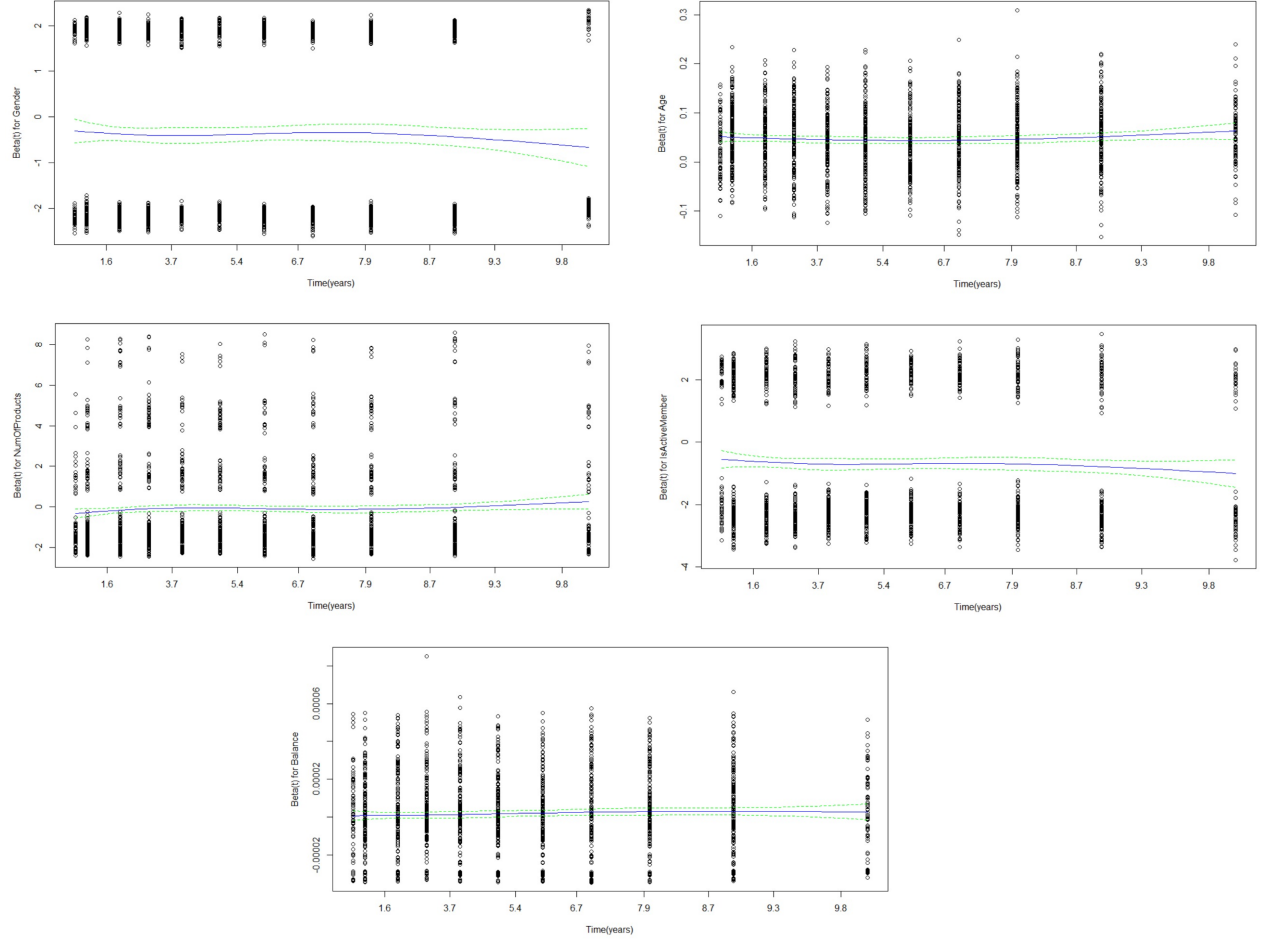 Beta(t) for Gender
2
1
0
-1
-2
1.6 3.7 5.4 6.7 7.9 8.7 9.3 9.8
Time(years)
Beta(t) for Age
0.3
0.2
0.1
0.0
-0.1
1.6 3.7 5.4 6.7 7.9 8.7 9.3 9.8
Time(years)
Beta(t) for NumOfProducts
8
6
4
2
0
-2
1.6 3.7 5.4 6.7 7.9 8.7 9.3 9.8
Time(years)
Beta(t) for IsActiveMember
2
0
-2
-4
1.6 3.7 5.4 6.7 7.9 8.7 9.3 9.8
Time(years)
Beta(t) for Balance
0.00006
0.00002
-0.00002
1.6 3.7 5.4 6.7 7.9 8.7 9.3 9.8
Time(years)